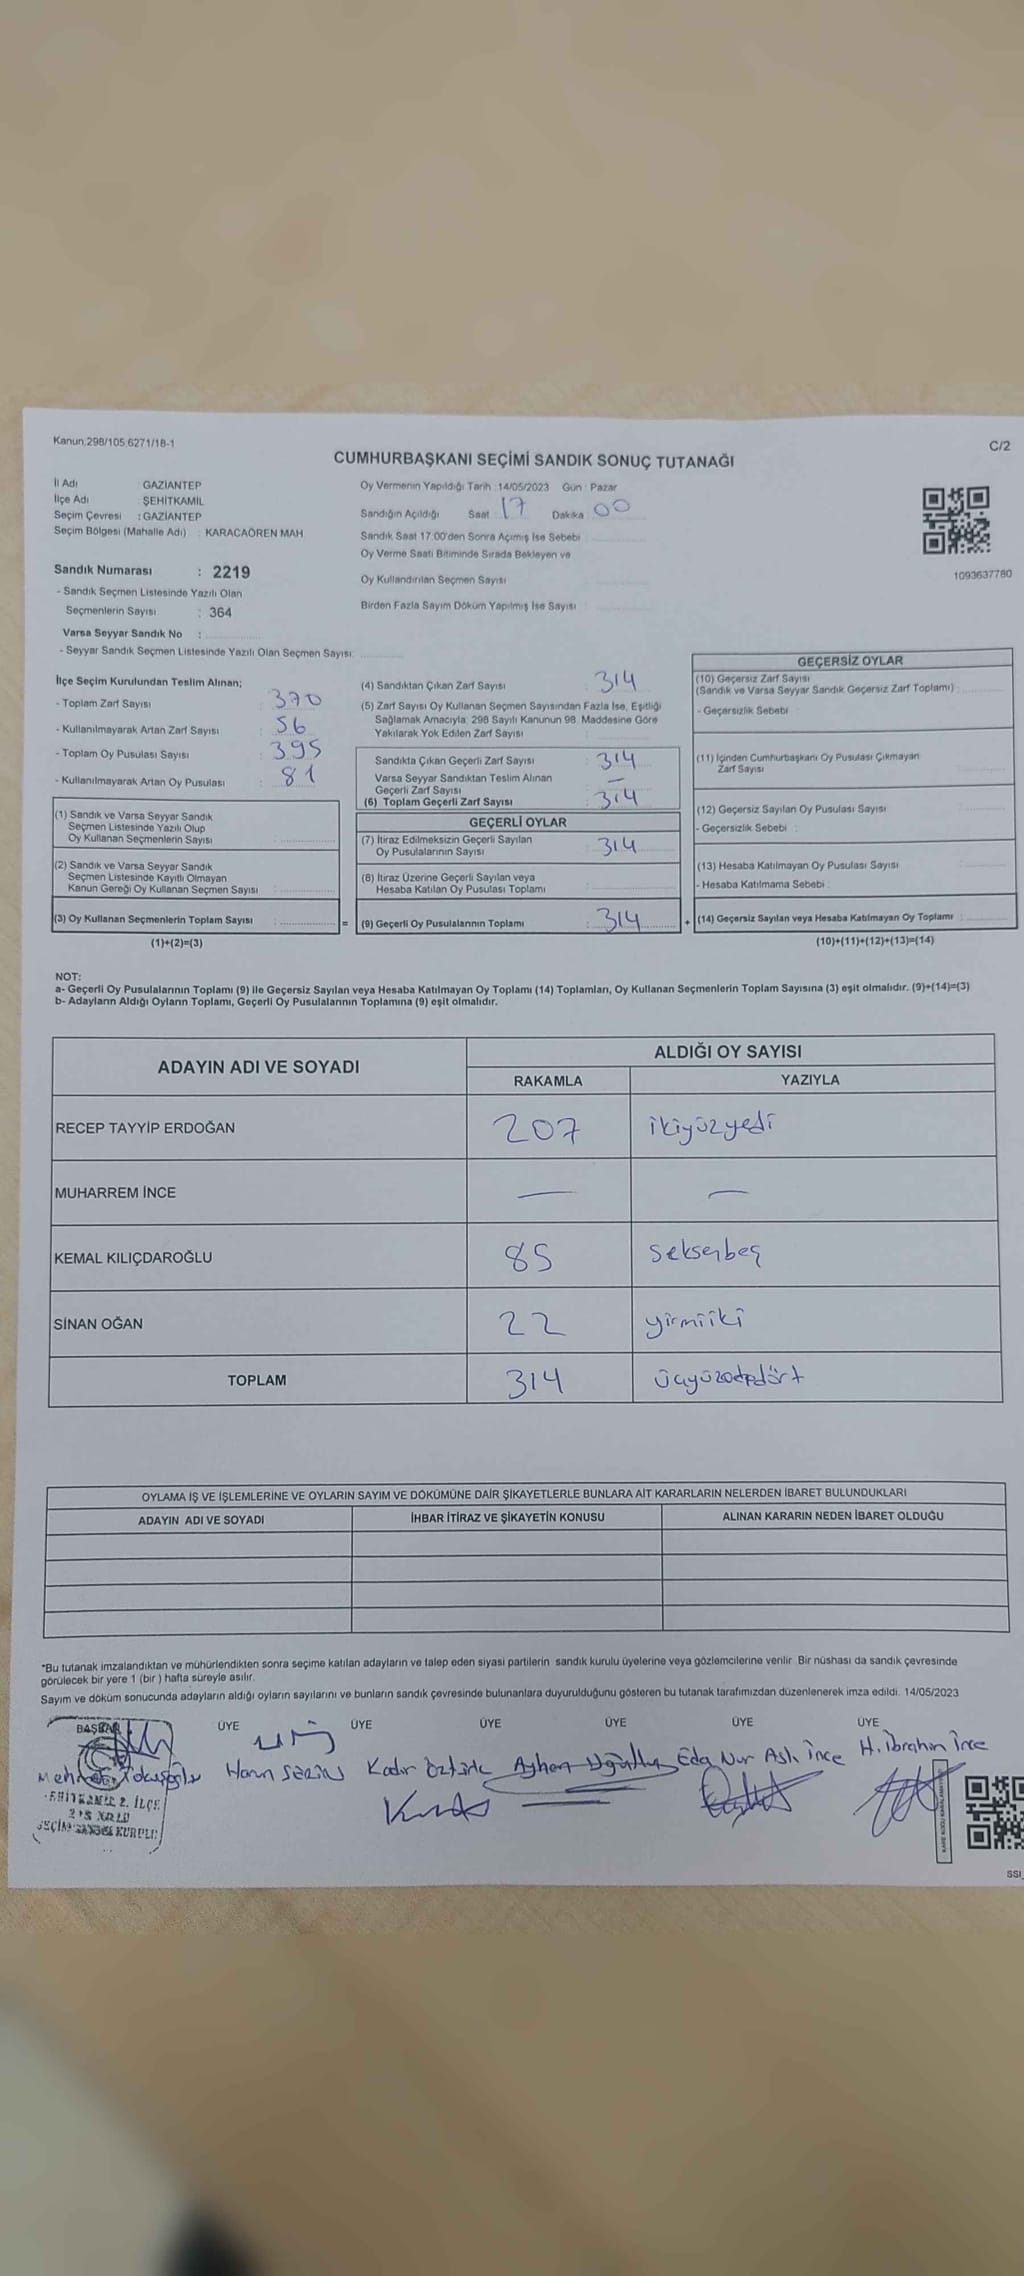 Kanun:298/105,6271/18-1
C/2
CUMHURBAŞKANI SEÇİMİ SANDIK SONUÇ TUTANAĞI
İl Adı GAZİANTEP
İlçe Adı : ŞEHİTKAMİL
Seçim Çevresi : GAZİANTEP
Seçim Bölgesi (Mahalle Adı) : KARACAÖREN MAH
Sandık Numarası : 2219
- Sandık Seçmen Listesinde Yazılı Olan
Seçmenlerin Sayısı : 364
Varsa Seyyar Sandık No :
- Seyyar Sandık Seçmen Listesinde Yazılı Olan Seçmen Sayısı:
Oy Vermenin Yapıldığı Tarih :14/05/2023 Gün : Pazar
Sandığın Açıldığı Saat : 17 Dakika : 00
Sandık Saat 17:00'den Sonra Açımış İse Sebebi :
Oy Verme Saati Bitiminde Sırada Bekleyen ve
Oy Kullandırılan Seçmen Sayısı
Birden Fazla Sayım Döküm Yapılmış İse Sayısı :
1093637780
İlçe Seçim Kurulundan Teslim Alınan;
- Toplam Zarf Sayısı : 370
- Kullanılmayarak Artan Zarf Sayısı : 56
- Toplam Oy Pusulası Sayısı : 395
- Kullanılmayarak Artan Oy Pusulası : 81
(1) Sandık ve Varsa Seyyar Sandık
Seçmen Listesinde Yazılı Olup
Oy Kullanan Seçmenlerin Sayısı :
(2) Sandık ve Varsa Seyyar Sandık
Seçmen Listesinde Kayıtlı Olmayan
Kanun Gereği Oy Kullanan Seçmen Sayısı :
(3) Oy Kullanan Seçmenlerin Toplam Sayısı : =
(1)+(2)=(3)
(4) Sandıktan Çıkan Zarf Sayısı : 314
(5) Zarf Sayısı Oy Kullanan Seçmen Sayısından Fazla İse, Eşitliği
Sağlamak Amacıyla, 298 Sayılı Kanunun 98. Maddesine Göre
Yakılarak Yok Edilen Zarf Sayısı :
Sandıkta Çıkan Geçerli Zarf Sayısı : 314
Varsa Seyyar Sandıktan Teslim Alınan
Geçerli Zarf Sayısı : —
(6) Toplam Geçerli Zarf Sayısı : 314
GEÇERLİ OYLAR
(7) İtiraz Edilmeksizin Geçerli Sayılan
Oy Pusulalarının Sayısı : 314
(8) İtiraz Üzerine Geçerli Sayılan veya
Hesaba Katılan Oy Pusulası Toplamı :
(9) Geçerli Oy Pusulalarının Toplamı : 314 +
GEÇERSİZ OYLAR
(10) Geçersiz Zarf Sayısı
(Sandık ve Varsa Seyyar Sandık Geçersiz Zarf Toplamı) :
- Geçersizlik Sebebi :
(11) İçinden Cumhurbaşkanı Oy Pusulası Çıkmayan
Zarf Sayısı :
(12) Geçersiz Sayılan Oy Pusulası Sayısı :
- Geçersizlik Sebebi :
(13) Hesaba Katılmayan Oy Pusulası Sayısı :
- Hesaba Katılmama Sebebi :
(14) Geçersiz Sayılan veya Hesaba Katılmayan Oy Toplamı :
(10)+(11)+(12)+(13)=(14)
NOT:
a- Geçerli Oy Pusulalarının Toplamı (9) ile Geçersiz Sayılan veya Hesaba Katılmayan Oy Toplamı (14) Toplamları, Oy Kullanan Seçmenlerin Toplam Sayısına (3) eşit olmalıdır. (9)+(14)=(3)
b- Adayların Aldığı Oyların Toplamı, Geçerli Oy Pusulalarının Toplamına (9) eşit olmalıdır.
ADAYIN ADI VE SOYADI ALDIĞI OY SAYISI
RAKAMLA YAZIYLA
RECEP TAYYİP ERDOĞAN 207 ikiyüzyedi
MUHARREM İNCE — —
KEMAL KILIÇDAROĞLU 85 seksenbeş
SİNAN OĞAN 22 yirmiiki
TOPLAM 314 üçyüzondört
OYLAMA İŞ VE İŞLEMLERİNE VE OYLARIN SAYIM VE DÖKÜMÜNE DAİR ŞİKAYETLERLE BUNLARA AİT KARARLARIN NELERDEN İBARET BULUNDUKLARI
ADAYIN ADI VE SOYADI İHBAR İTİRAZ VE ŞİKAYETİN KONUSU ALINAN KARARIN NEDEN İBARET OLDUĞU
*Bu tutanak imzalandıktan ve mühürlendikten sonra seçime katılan adayların ve talep eden siyasi partilerin sandık kurulu üyelerine veya gözlemcilerine verilir. Bir nüshası da sandık çevresinde
görülecek bir yere 1 (bir ) hafta süreyle asılır.
Sayım ve döküm sonucunda adayların aldığı oyların sayılarını ve bunların sandık çevresinde bulunanlara duyurulduğunu gösteren bu tutanak tarafımızdan düzenlenerek imza edildi. 14/05/2023
BAŞKAN ÜYE ÜYE ÜYE ÜYE ÜYE ÜYE
Harun SERİN Kadir Öztürk Ayhan Eda Nur Aslı İnce H. İbrahim İnce
ŞEHİTKAMİL 2. İLÇE
SEÇİM SANDIK KURULU
SSI_